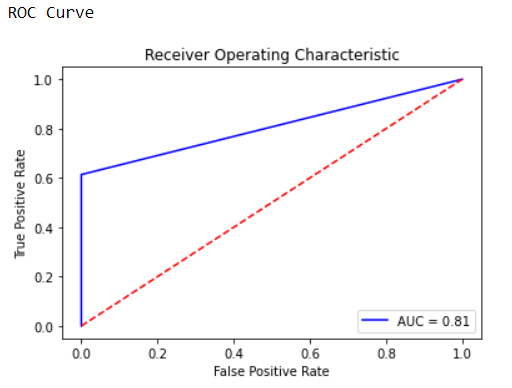 ROC Curve
Receiver Operating Characteristic
1.0
0.8
0.6
0.4
0.2
0.0
True Positive Rate
AUC = 0.81
0.0 0.2 0.4 0.6 0.8 1.0
False Positive Rate